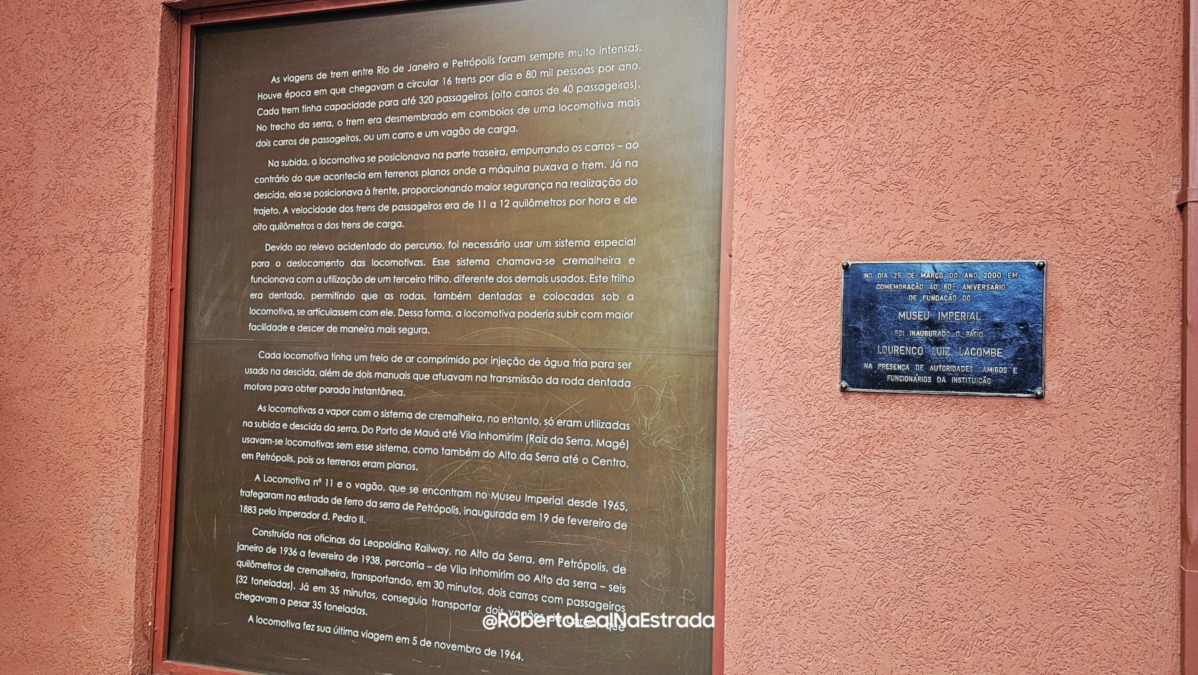 As viagens de trem entre Rio de Janeiro e Petrópolis foram sempre muito intensas.
Houve época em que chegavam a circular 16 trens por dia e 80 mil pessoas por ano.
Cada trem tinha capacidade para até 320 passageiros (oito carros de 40 passageiros).
No trecho da serra, o trem era desmembrado em comboios de uma locomotiva mais
dois carros de passageiros, ou um carro e um vagão de carga.
Na subida, a locomotiva se posicionava na parte traseira, empurrando os carros – ao
contrário do que acontecia em terrenos planos onde a máquina puxava o trem. Já na
descida, ela se posicionava à frente, proporcionando maior segurança na realização do
trajeto. A velocidade dos trens de passageiros era de 11 a 12 quilômetros por hora e de
oito quilômetros a dos trens de carga.
Devido ao relevo acidentado do percurso, foi necessário usar um sistema especial
para o deslocamento das locomotivas. Esse sistema chamava-se cremalheira e
funcionava com a utilização de um terceiro trilho, diferente dos demais usados. Este trilho
era dentado, permitindo que as rodas, também dentadas e colocadas sob a
locomotiva, se articulassem com ele. Dessa forma, a locomotiva poderia subir com maior
facilidade e descer de maneira mais segura.
Cada locomotiva tinha um freio de ar comprimido por injeção de água fria para ser
usado na descida, além de dois manuais que atuavam na transmissão da roda dentada
motora para obter parada instantânea.
As locomotivas a vapor com o sistema de cremalheira, no entanto, só eram utilizadas
na subida e descida da serra. Do Porto de Mauá até Vila Inhomirim (Raiz da Serra, Magé)
usavam-se locomotivas sem esse sistema, como também do Alto da Serra até o Centro,
em Petrópolis, pois os terrenos eram planos.
A Locomotiva nº 11 e o vagão, que se encontram no Museu Imperial desde 1965,
trafegaram na estrada de ferro da serra de Petrópolis, inaugurada em 19 de fevereiro de
1883 pelo imperador d. Pedro II.
Construída nas oficinas da Leopoldina Railway, no Alto da Serra, em Petrópolis, de
janeiro de 1936 a fevereiro de 1938, percorria – de Vila Inhomirim ao Alto da serra – seis
quilômetros de cremalheira, transportando, em 30 minutos, dois carros com passageiros
(32 toneladas). Já em 35 minutos, conseguia transportar dois que
chegavam a pesar 35 toneladas.
A locomotiva fez sua última viagem em 5 de novembro de 1964.
@RobertoLealNaEstrada
NO DIA 29 DE MARÇO DO ANO 2000 EM
COMEMORAÇÃO AO 60º ANIVERSÁRIO
DE FUNDAÇÃO DO
MUSEU IMPERIAL
FOI INAUGURADO O PÁTIO
LOURENÇO LUIZ LACOMBE
NA PRESENÇA DE AUTORIDADES, AMIGOS E
FUNCIONÁRIOS DA INSTITUIÇÃO